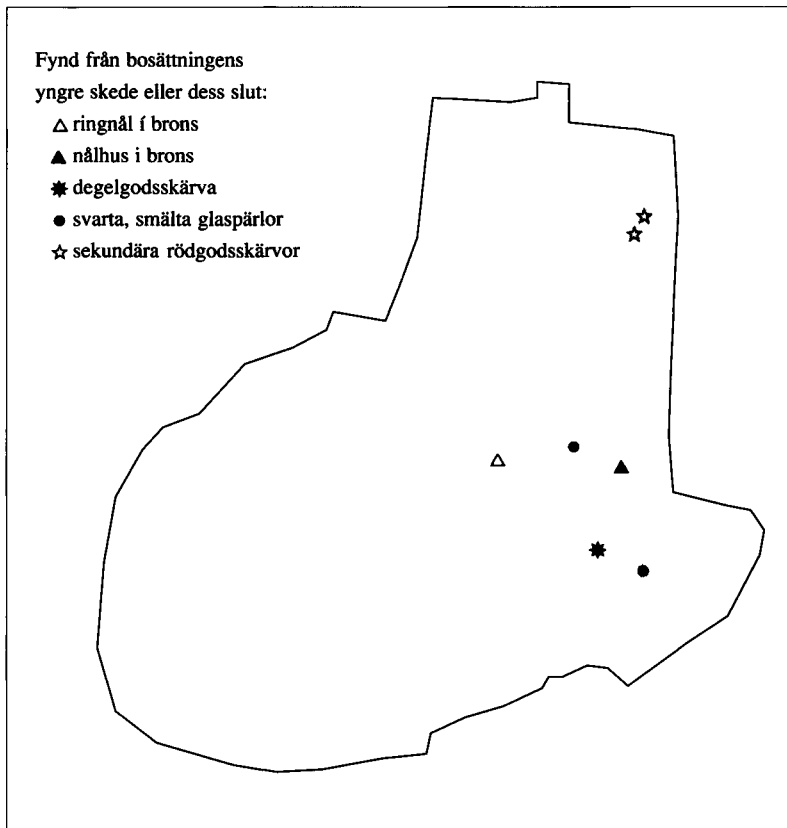 Fynd från bosättningens
yngre skede eller dess slut:
ringnål í brons
nålhus i brons
degelgodsskärva
svarta, smälta glaspärlor
sekundära rödgodsskärvor